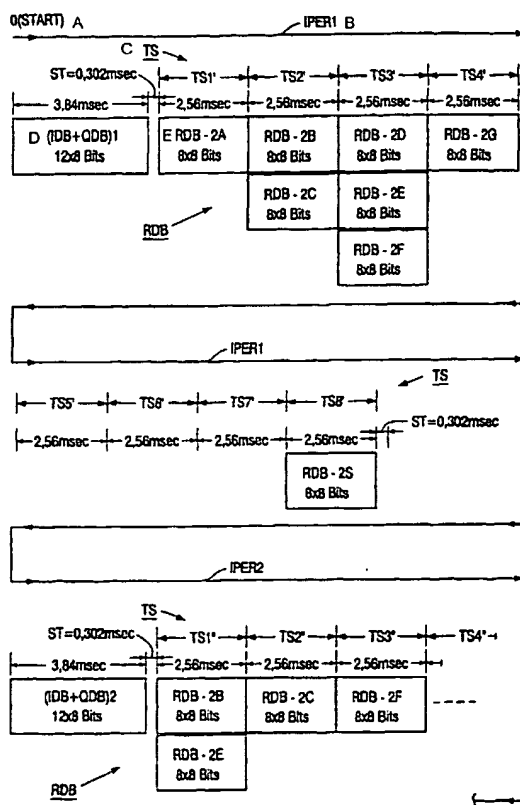 0(START) A
IPER1 B
C TS
ST=0,302msec
TS1' TS2' TS3' TS4'
3,84msec 2,56msec 2,56msec 2,56msec 2,56msec
D (IDB+QDB)1
12x8 Bits
E RDB - 2A
8x8 Bits
RDB - 2B
8x8 Bits
RDB - 2D
8x8 Bits
RDB - 2G
8x8 Bits
RDB - 2C
8x8 Bits
RDB - 2E
8x8 Bits
RDB
RDB - 2F
8x8 Bits
IPER1
TS
TS5' TS6' TS7' TS8'
2,56msec 2,56msec 2,56msec 2,56msec
ST=0,302msec
RDB - 2S
8x8 Bits
IPER2
TS
ST=0,302msec
TS1" TS2" TS3" TS4"
3,84msec 2,56msec 2,56msec 2,56msec
(IDB+QDB)2
12x8 Bits
RDB - 2B
8x8 Bits
RDB - 2C
8x8 Bits
RDB - 2F
8x8 Bits
RDB - 2E
8x8 Bits
RDB